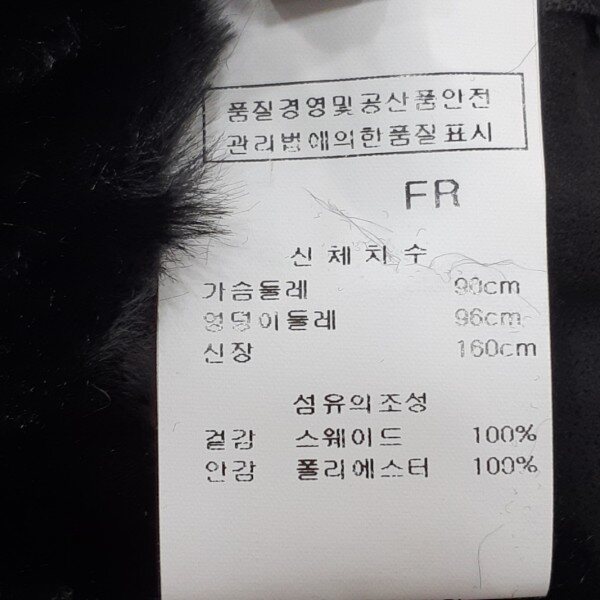 품질경영및공산품안전
관리법에의한품질표시
FR
신체치수
가슴둘레 90cm
엉덩이둘레 96cm
신장 160cm
섬유의조성
겉감 스웨이드 100%
안감 폴리에스터 100%